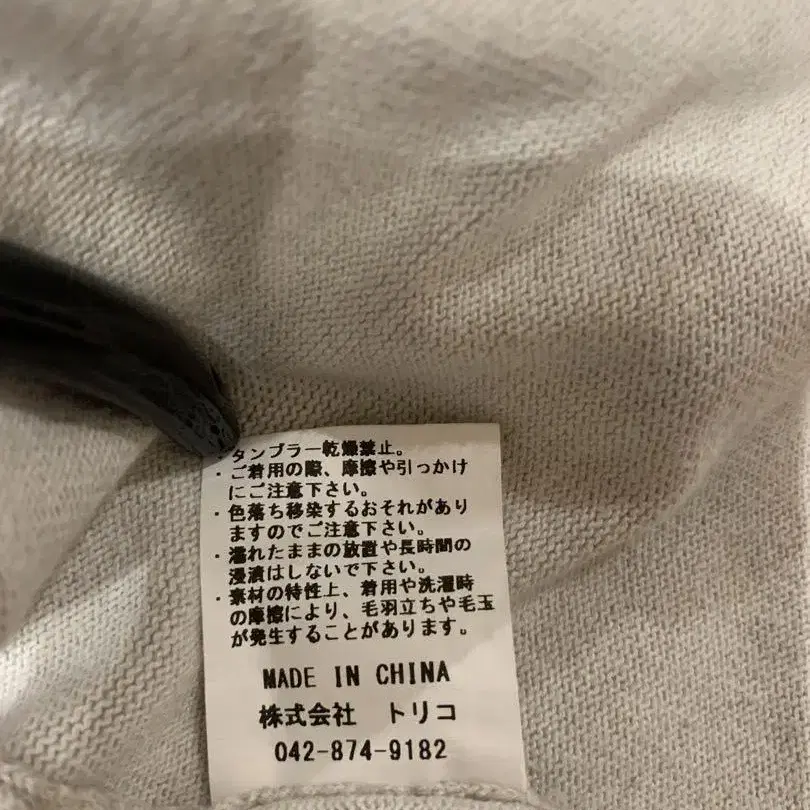 ・タンブラー乾燥禁止。
・ご着用の際、摩擦や引っかけ
にご注意下さい。
・色落ち移染するおそれがあり
ますのでご注意下さい。
・濡れたままの放置や長時間の
浸漬はしないで下さい。
・素材の特性上、着用や洗濯時
の摩擦により、毛羽立ちや毛玉
が発生することがあります。
MADE IN CHINA
株式会社 トリコ
042-874-9182